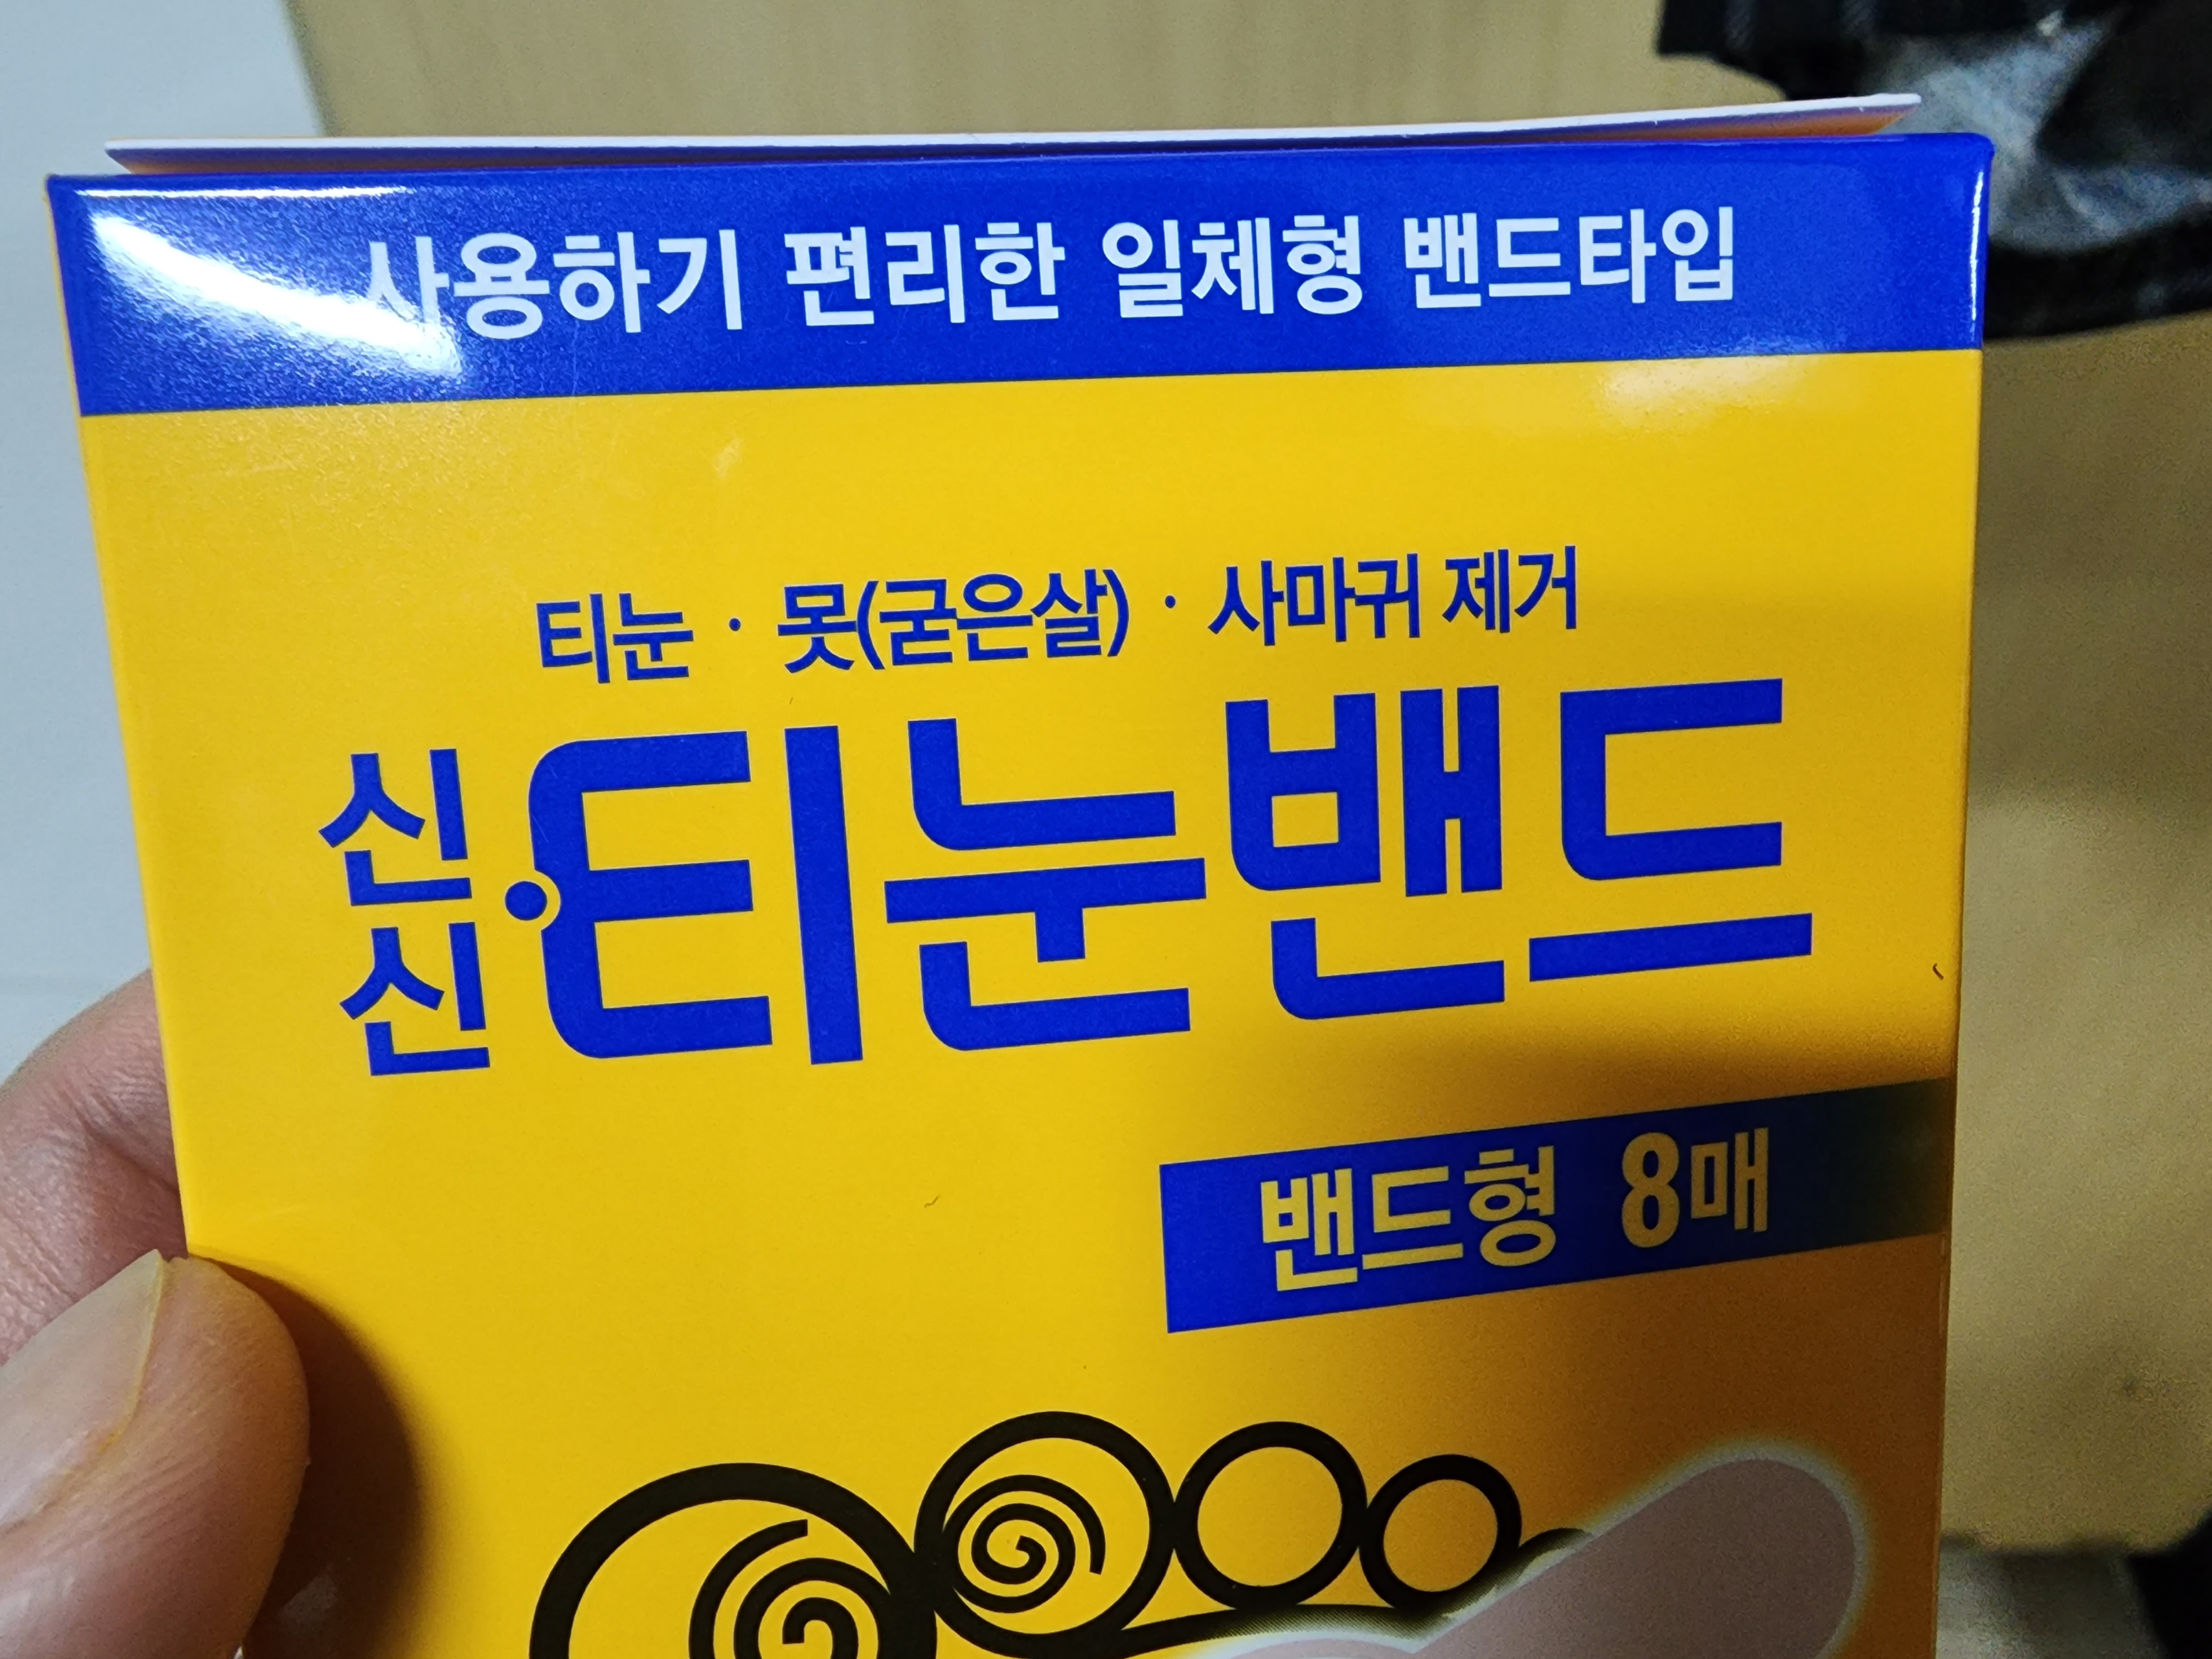 사용하기 편리한 일체형 밴드타입
티눈 · 못(굳은살) · 사마귀 제거
신신 티눈밴드
밴드형 8매